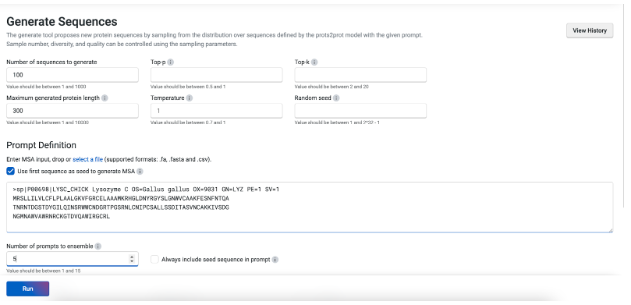 Generate Sequences
View History
The generate tool proposes new protein sequences by sampling from the distribution over sequences defined by the prots2prot model with the given prompt.
Sample number, diversity, and quality can be controlled using the sampling parameters.
Number of sequences to generate Top-p Top-k
100
Value should be between 1 and 1000 Value should be between 0.5 and 1 Value should be between 2 and 20
Maximum generated protein length Temperature Random seed
300 1
Value should be between 1 and 10000 Value should be between 0.7 and 1 Value should be between 1 and 2^32 - 1
Prompt Definition
Enter MSA input, drop or select a file (supported formats: .fa, .fasta and .csv).
Use first sequence as seed to generate MSA
>sp|P00698|LYSC_CHICK Lysozyme C OS=Gallus gallus OX=9031 GN=LYZ PE=1 SV=1
MRSLLILVLCFLPLAALGKVFGRCELAAAMKRHGLDNYRGYSLGNWVCAAKFESNFNTQA
TNRNTDGSTDYGILQINSRWWCNDGRTPGSRNLCNIPCSALLSSDITASVNCAKKIVSDG
NGMNAWVAWRNRCKGTDVQAWIRGCRL
Number of prompts to ensemble
5 Always include seed sequence in prompt
Value should be between 1 and 15
Run